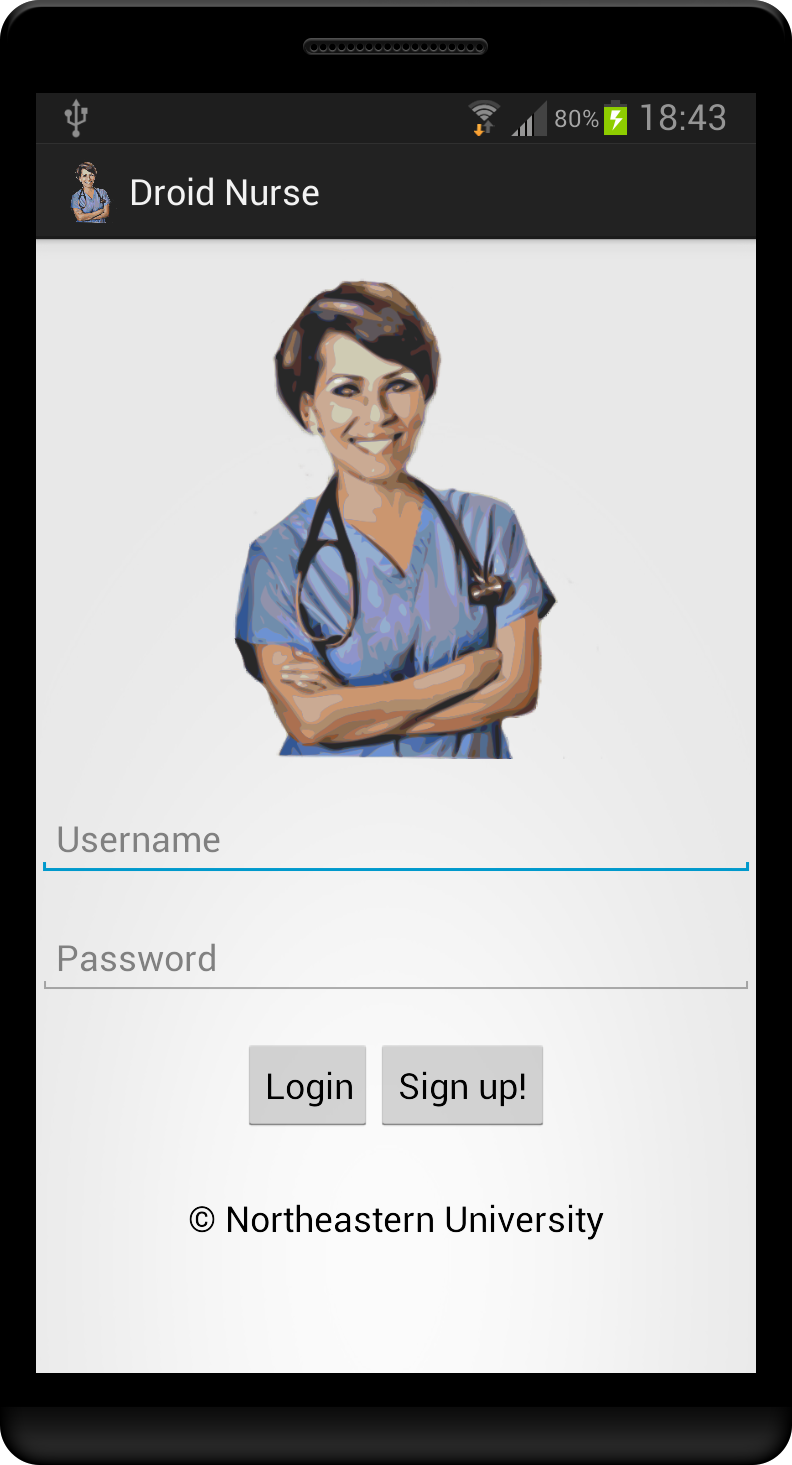 80% 18:43
Droid Nurse
Username
Password
Login Sign up!
© Northeastern University